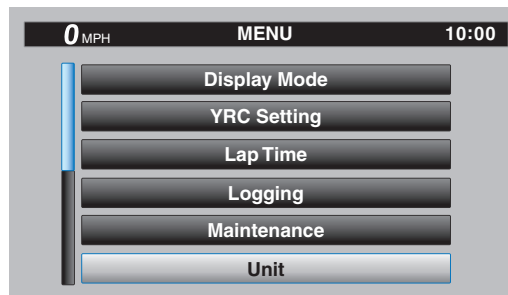 0 MPH MENU 10:00
Display Mode
YRC Setting
Lap Time
Logging
Maintenance
Unit